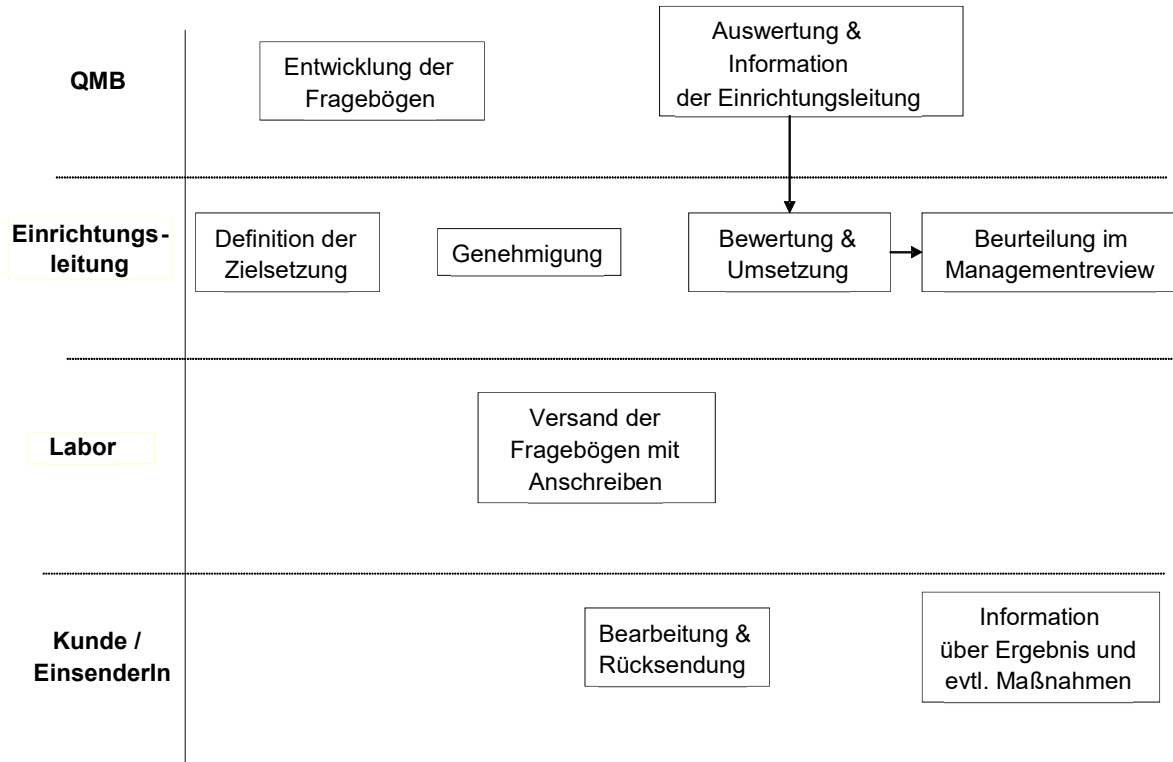 QMB
Entwicklung der
Fragebögen
Auswertung &
Information
der Einrichtungsleitung
Einrichtungs-
leitung
Definition der
Zielsetzung
Genehmigung
Bewertung &
Umsetzung
Beurteilung im
Managementreview
Labor
Versand der
Fragebögen mit
Anschreiben
Kunde /
EinsenderIn
Bearbeitung &
Rücksendung
Information
über Ergebnis und
evtl. Maßnahmen